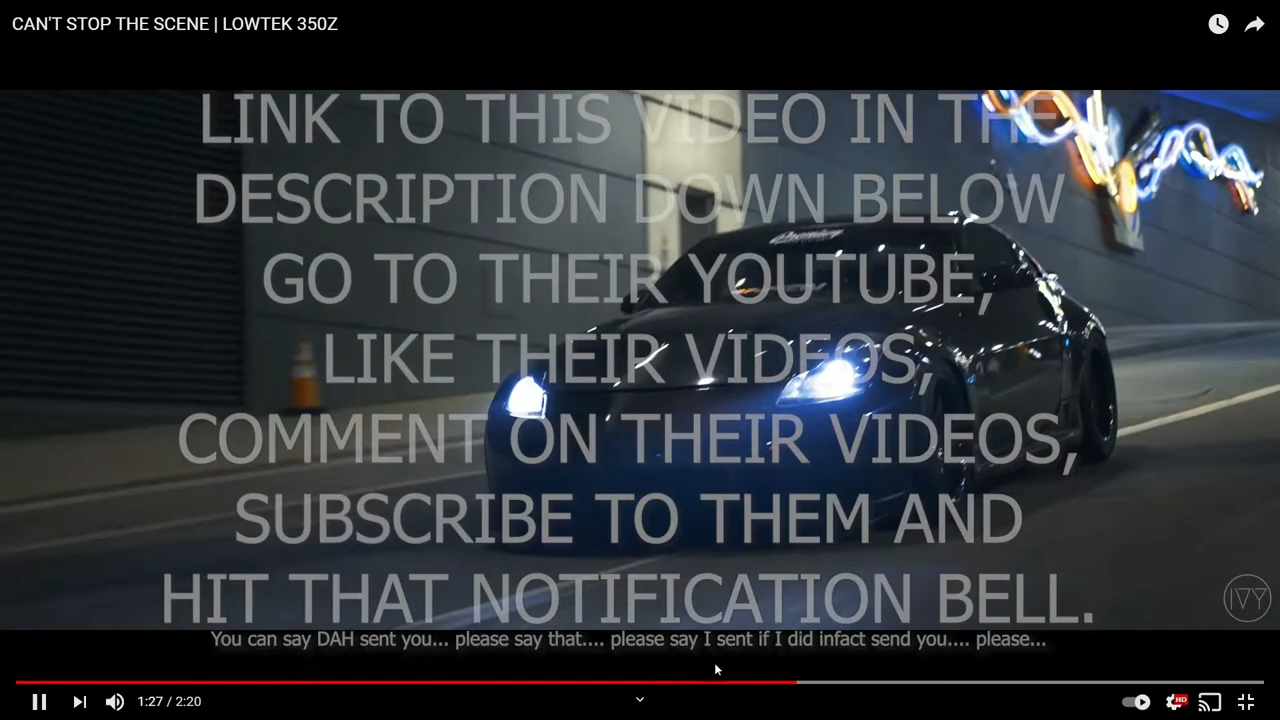 CAN'T STOP THE SCENE | LOWTEK 350Z
LINK TO THIS VIDEO IN THE
DESCRIPTION DOWN BELOW
GO TO THEIR YOUTUBE,
LIKE THEIR VIDEOS,
COMMENT ON THEIR VIDEOS,
SUBSCRIBE TO THEM AND
HIT THAT NOTIFICATION BELL.
IVY
You can say DAH sent you... please say that.... please say I sent if I did infact send you.... please...
1:27 / 2:20
HD